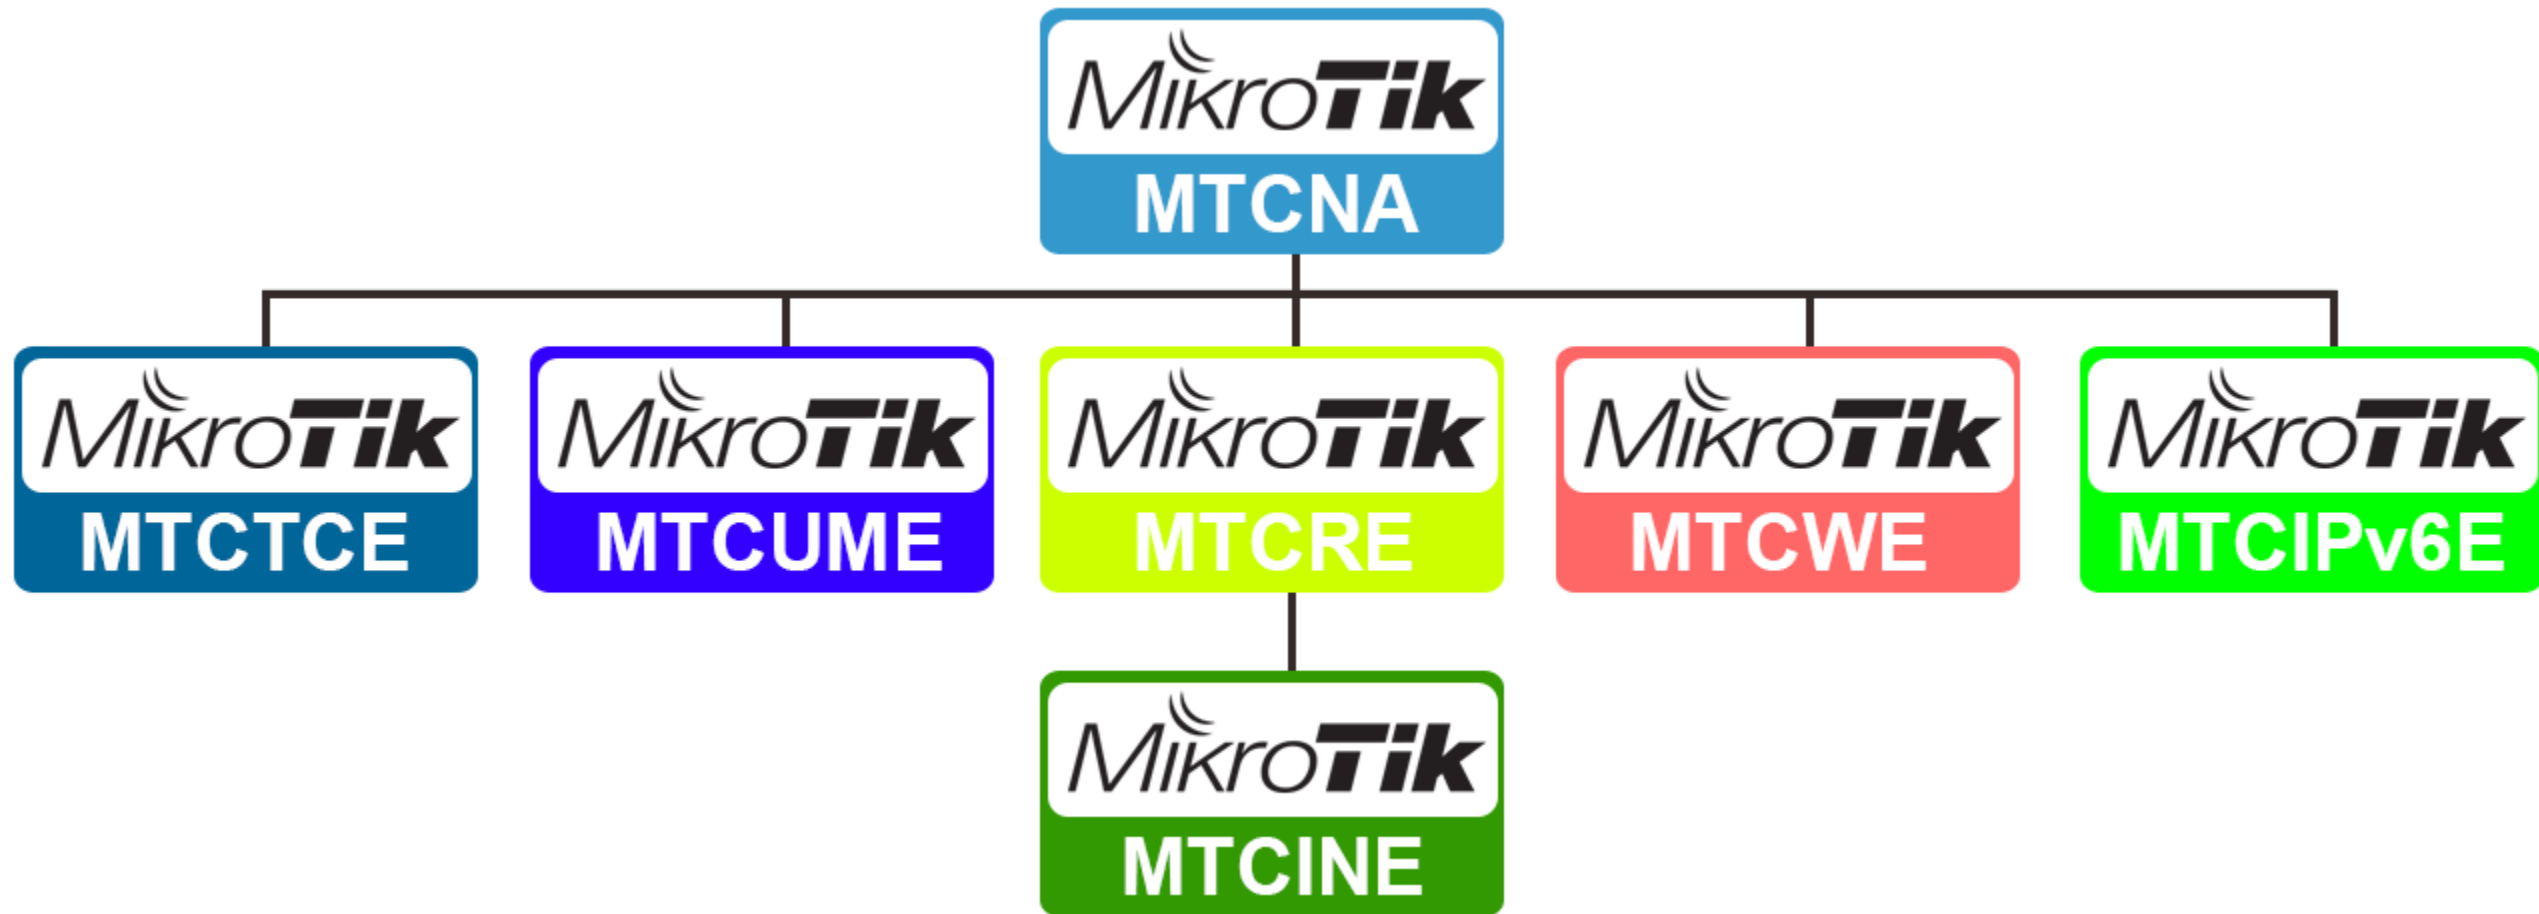 MikroTik
MTCNA
MikroTik
MTCTCE
MikroTik
MTCUME
MikroTik
MTCRE
MikroTik
MTCWE
MikroTik
MTCIPv6E
MikroTik
MTCINE